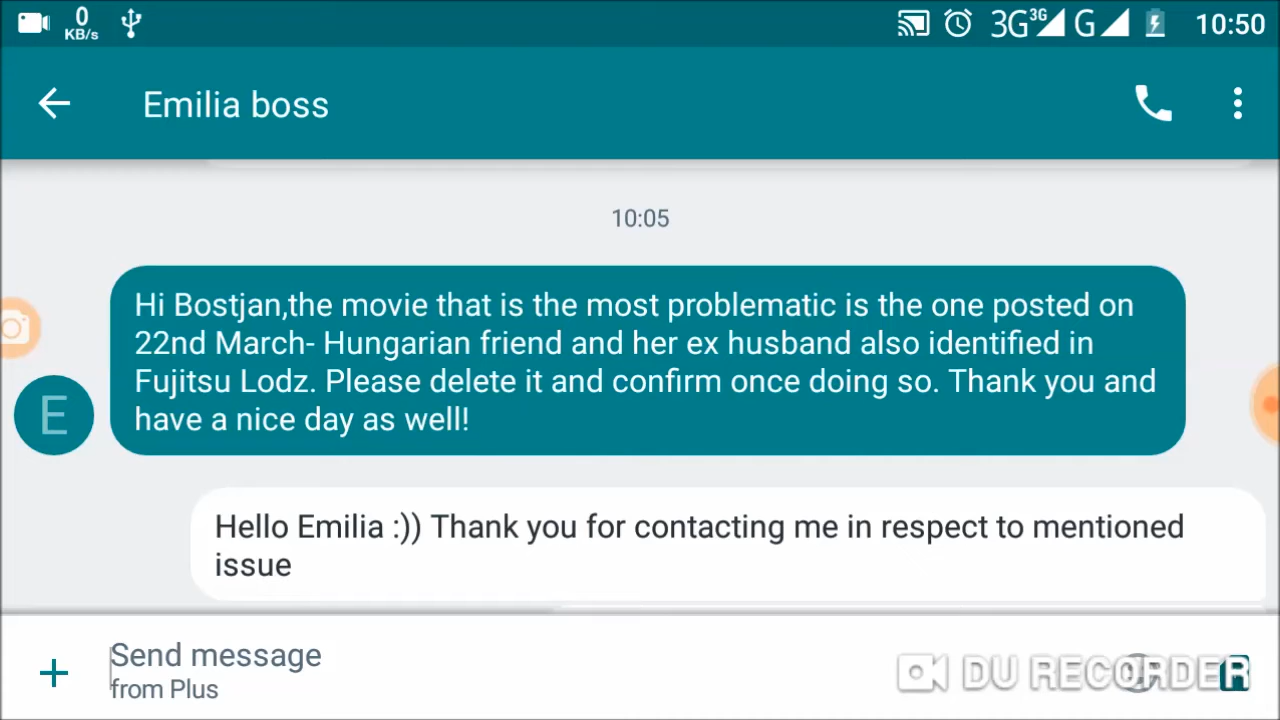 0
KB/s
3G 3G G 10:50
Emilia boss
10:05
Hi Bostjan,the movie that is the most problematic is the one posted on
22nd March- Hungarian friend and her ex husband also identified in
Fujitsu Lodz. Please delete it and confirm once doing so. Thank you and
have a nice day as well!
E
Hello Emilia :)) Thank you for contacting me in respect to mentioned
issue
Send message
from Plus
DU RECORDER